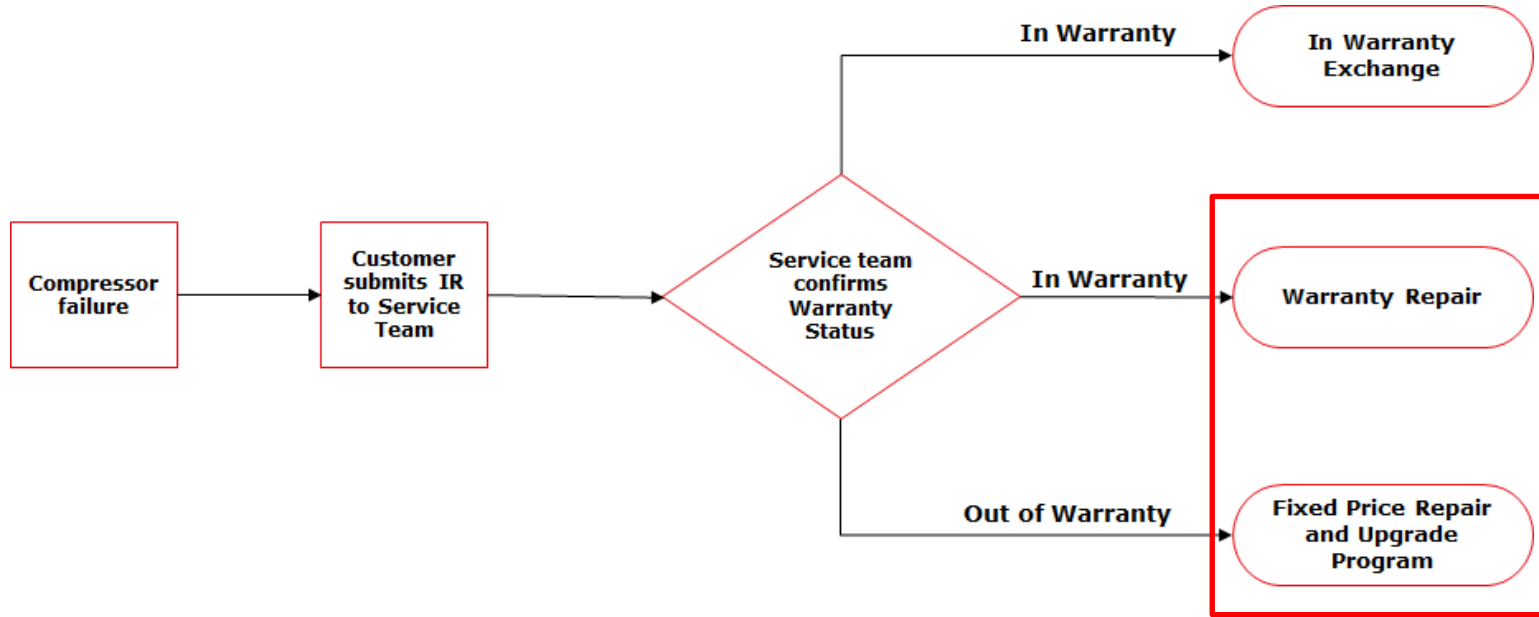 Compressor
failure
Customer
submits IR
to Service
Team
Service team
confirms
Warranty
Status
In Warranty
In Warranty
Exchange
In Warranty
Warranty Repair
Out of Warranty
Fixed Price Repair
and Upgrade
Program